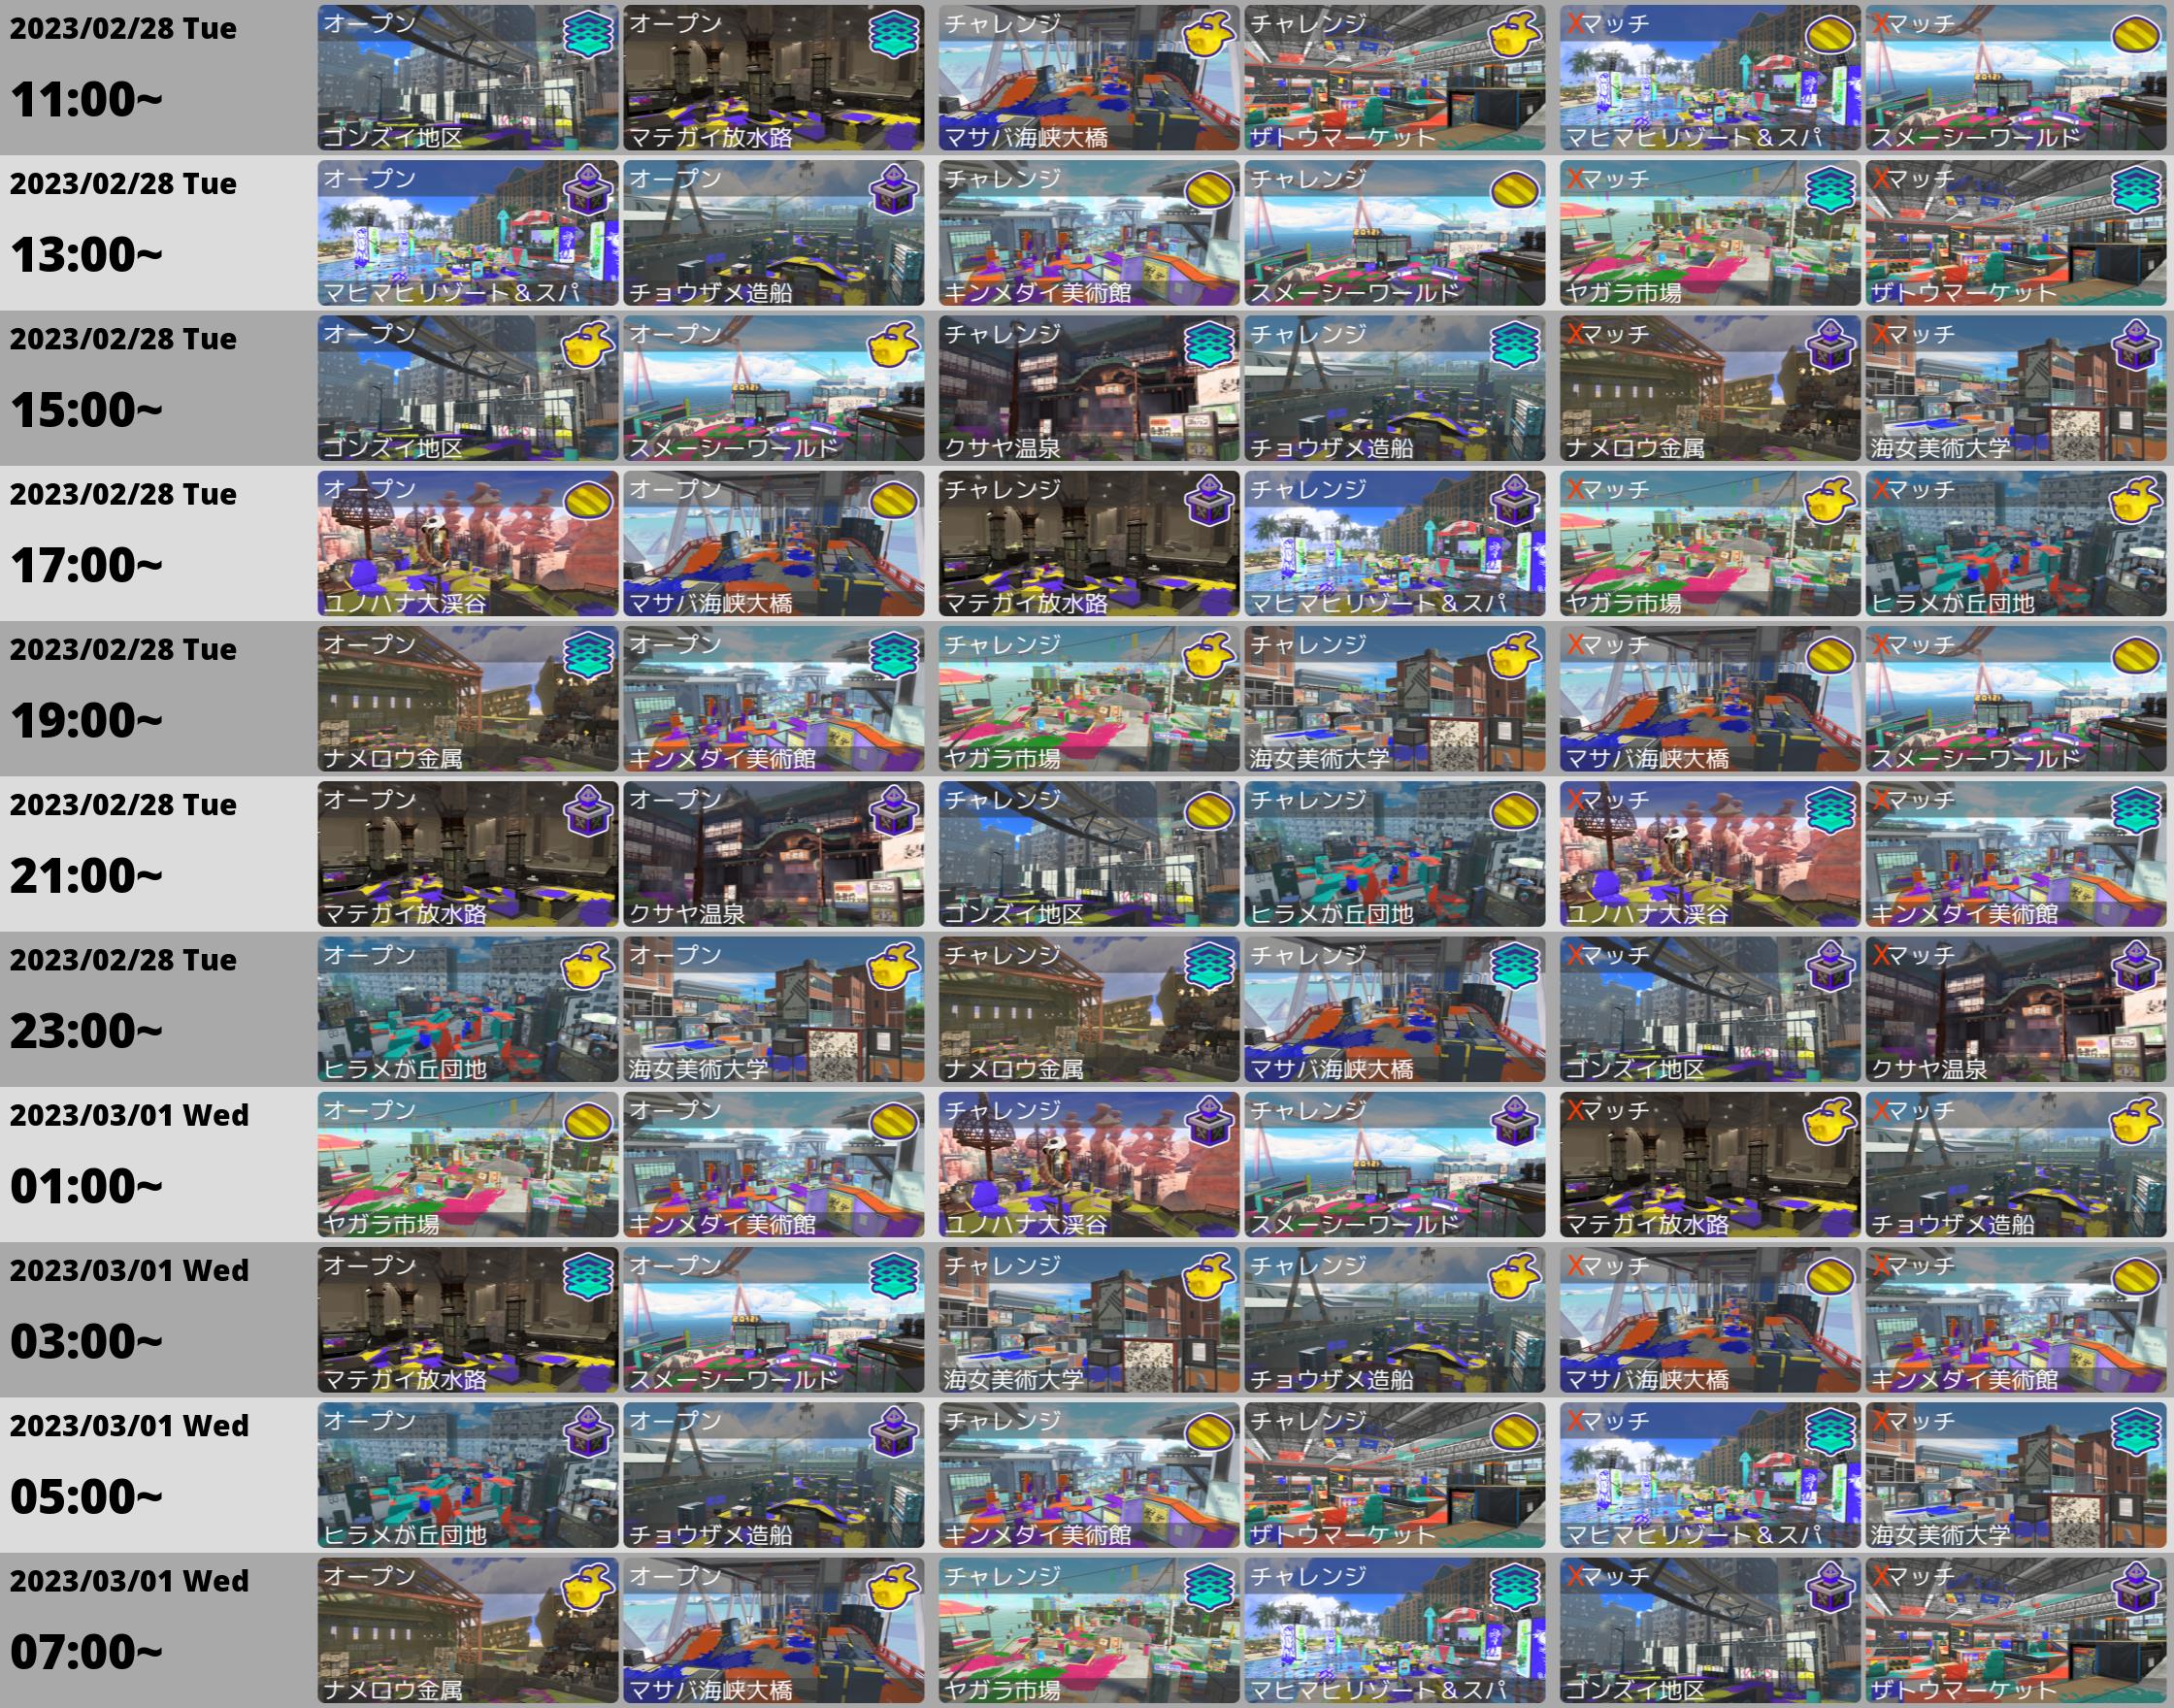 2023/02/28 Tue
11:00~
オープン
ゴンズイ地区
オープン
マテガイ放水路
チャレンジ
マサバ海峡大橋
チャレンジ
ザトウマーケット
Xマッチ
マヒマヒリゾート＆スパ
Xマッチ
スメーシーワールド
2023/02/28 Tue
13:00~
オープン
マヒマヒリゾート＆スパ
オープン
チョウザメ造船
チャレンジ
キンメダイ美術館
チャレンジ
スメーシーワールド
Xマッチ
ヤガラ市場
Xマッチ
ザトウマーケット
2023/02/28 Tue
15:00~
オープン
ゴンズイ地区
オープン
スメーシーワールド
チャレンジ
クサヤ温泉
チャレンジ
チョウザメ造船
Xマッチ
ナメロウ金属
Xマッチ
海女美術大学
2023/02/28 Tue
17:00~
オープン
ユノハナ大渓谷
オープン
マサバ海峡大橋
チャレンジ
マテガイ放水路
チャレンジ
マヒマヒリゾート＆スパ
Xマッチ
ヤガラ市場
Xマッチ
ヒラメが丘団地
2023/02/28 Tue
19:00~
オープン
ナメロウ金属
オープン
キンメダイ美術館
チャレンジ
ヤガラ市場
チャレンジ
海女美術大学
Xマッチ
マサバ海峡大橋
Xマッチ
スメーシーワールド
2023/02/28 Tue
21:00~
オープン
マテガイ放水路
オープン
クサヤ温泉
チャレンジ
ゴンズイ地区
チャレンジ
ヒラメが丘団地
Xマッチ
ユノハナ大渓谷
Xマッチ
キンメダイ美術館
2023/02/28 Tue
23:00~
オープン
ヒラメが丘団地
オープン
海女美術大学
チャレンジ
ナメロウ金属
チャレンジ
マサバ海峡大橋
Xマッチ
ゴンズイ地区
Xマッチ
クサヤ温泉
2023/03/01 Wed
01:00~
オープン
ヤガラ市場
オープン
キンメダイ美術館
チャレンジ
ユノハナ大渓谷
チャレンジ
スメーシーワールド
Xマッチ
マテガイ放水路
Xマッチ
チョウザメ造船
2023/03/01 Wed
03:00~
オープン
マテガイ放水路
オープン
スメーシーワールド
チャレンジ
海女美術大学
チャレンジ
チョウザメ造船
Xマッチ
マサバ海峡大橋
Xマッチ
キンメダイ美術館
2023/03/01 Wed
05:00~
オープン
ヒラメが丘団地
オープン
チョウザメ造船
チャレンジ
キンメダイ美術館
チャレンジ
ザトウマーケット
Xマッチ
マヒマヒリゾート＆スパ
Xマッチ
海女美術大学
2023/03/01 Wed
07:00~
オープン
ナメロウ金属
オープン
マサバ海峡大橋
チャレンジ
ヤガラ市場
チャレンジ
マヒマヒリゾート＆スパ
Xマッチ
ゴンズイ地区
Xマッチ
ザトウマーケット